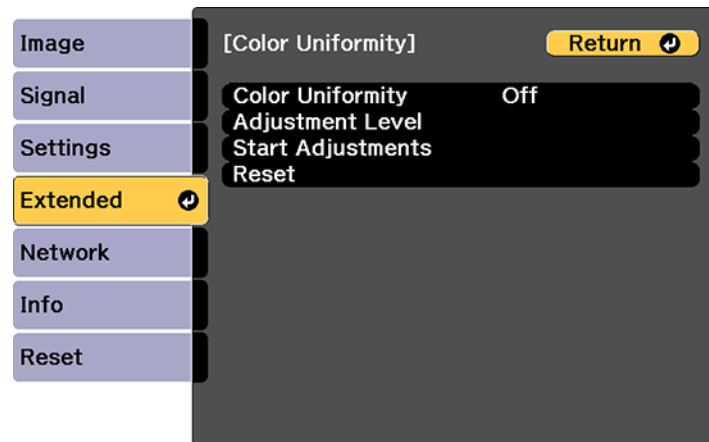 Image
Signal
Settings
Extended
Network
Info
Reset
[Color Uniformity]
Return
Color Uniformity Off
Adjustment Level
Start Adjustments
Reset